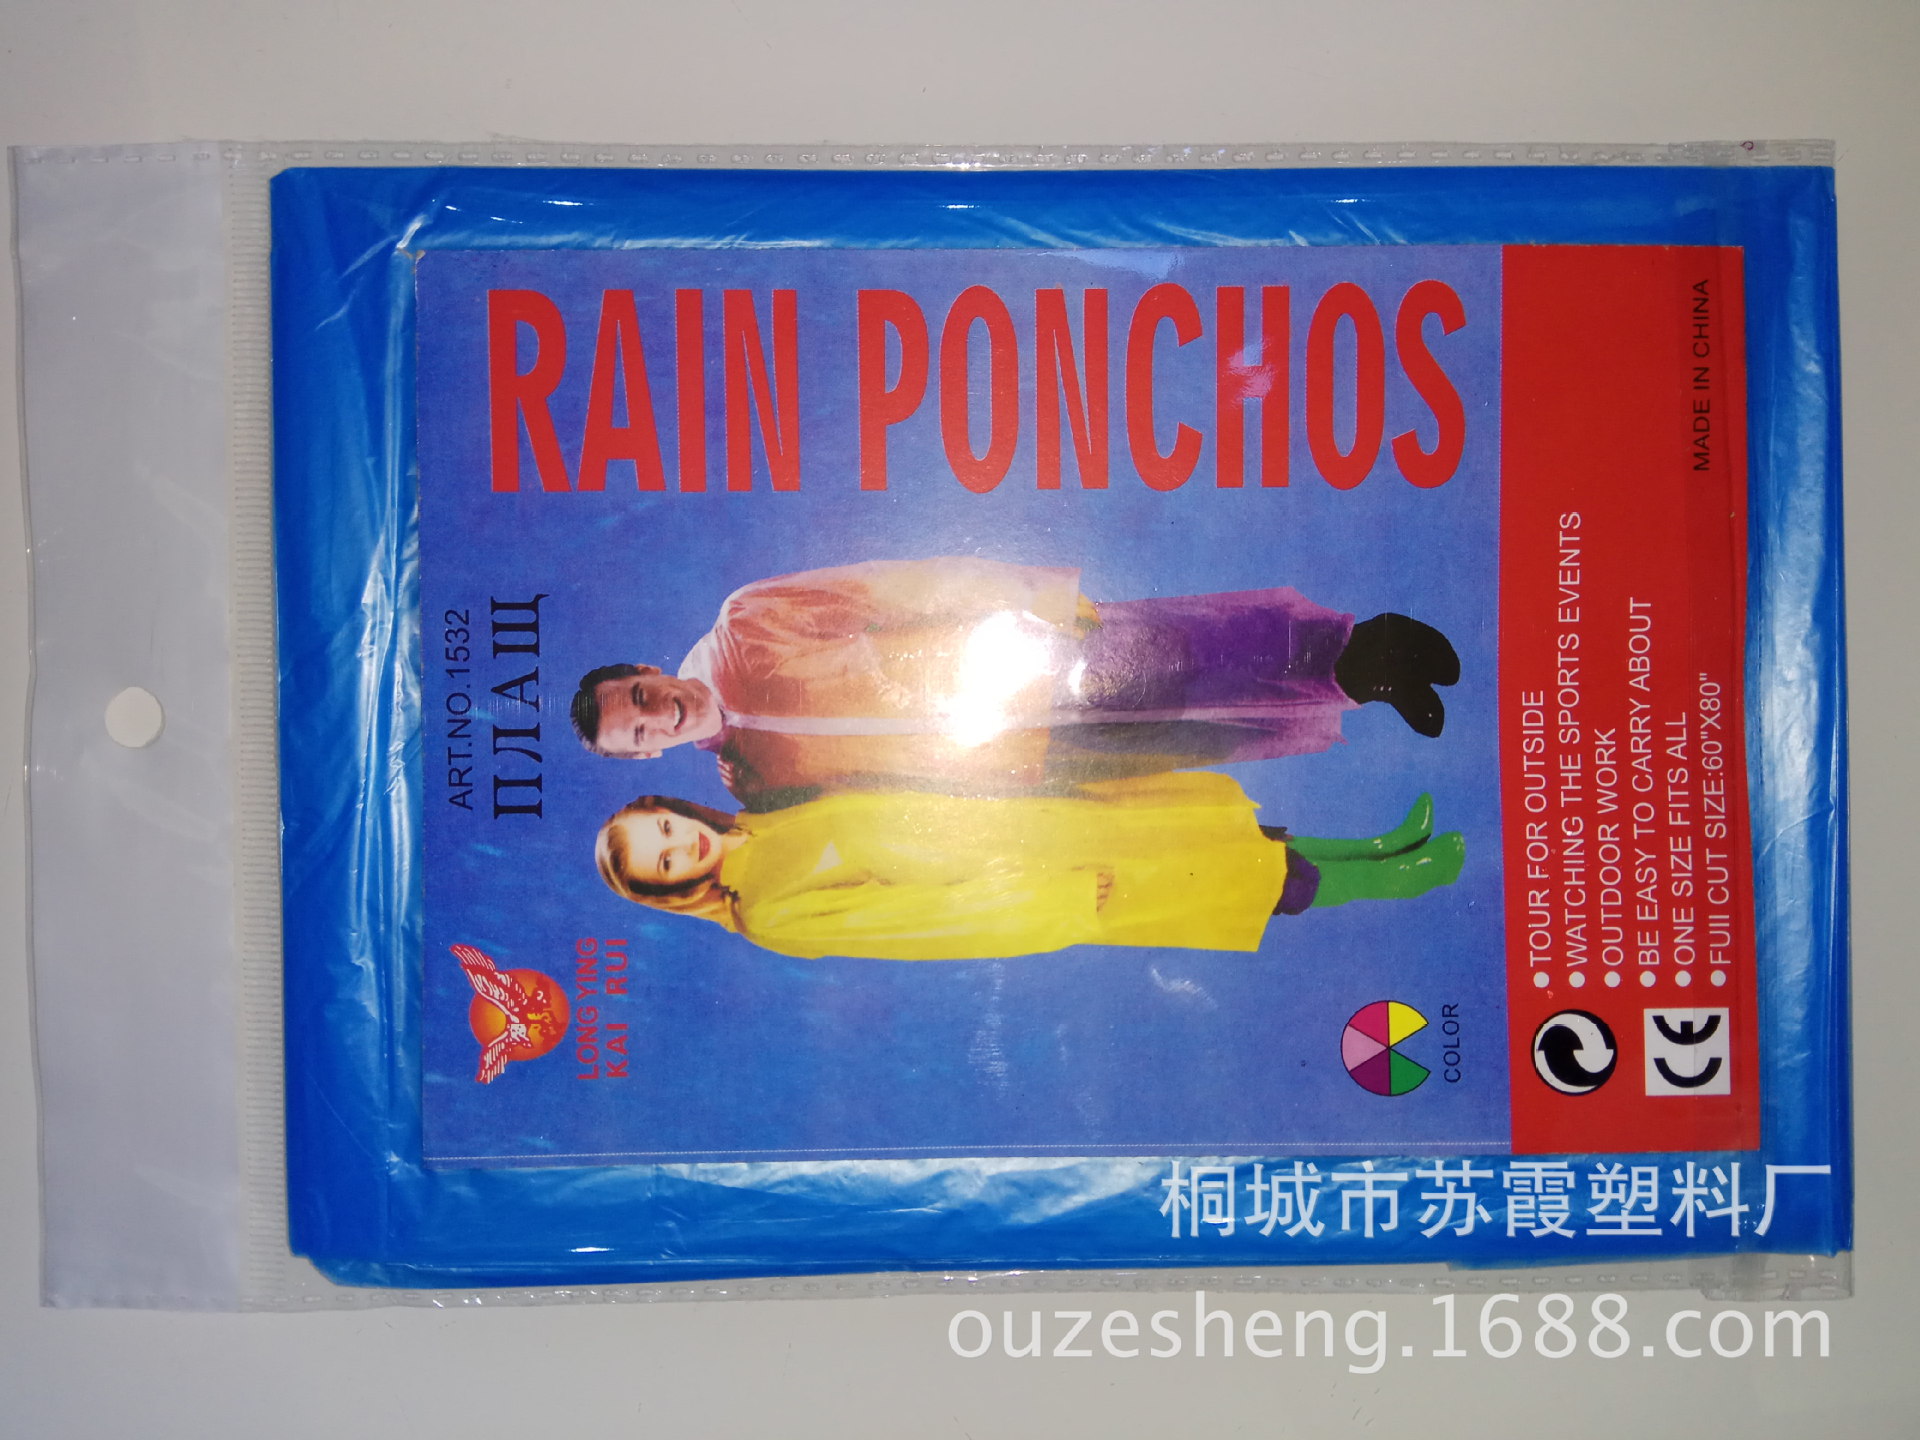 RAIN PONCHOS
ART.NO.1532
ПЛАЩ
LONG YING
KAI RUI
COLOR
TOUR FOR OUTSIDE
WATCHING THE SPORTS EVENTS
OUTDOOR WORK
BE EASY TO CARRY ABOUT
ONE SIZE FITS ALL
FUII CUT SIZE:60"X80"
CE
MADE IN CHINA
桐城市苏霞塑料厂
ouzesheng.1688.com